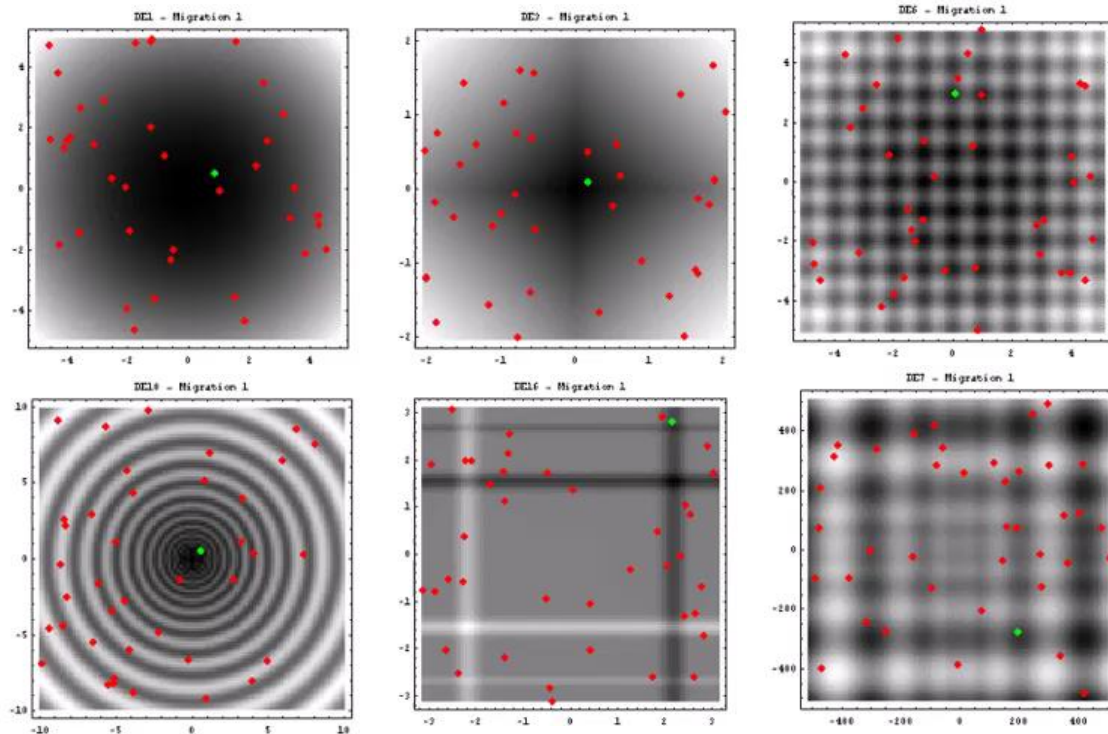 DE1 - Migration 1
4
2
0
-2
-4
-4 -2 0 2 4
- Migration 1
2
1
0
-1
-2
-2 -1 0 1 2
DE6 - Migration 1
4
2
0
-2
-4
-4 -2 0 2 4
DE10 - Migration 1
10
5
0
-5
-10
-10 -5 0 5 10
DE16 - Migration 1
3
2
1
0
-1
-2
-3
-3 -2 -1 0 1 2 3
DE7 - Migration 1
400
200
0
-200
-400
-400 -200 0 200 400